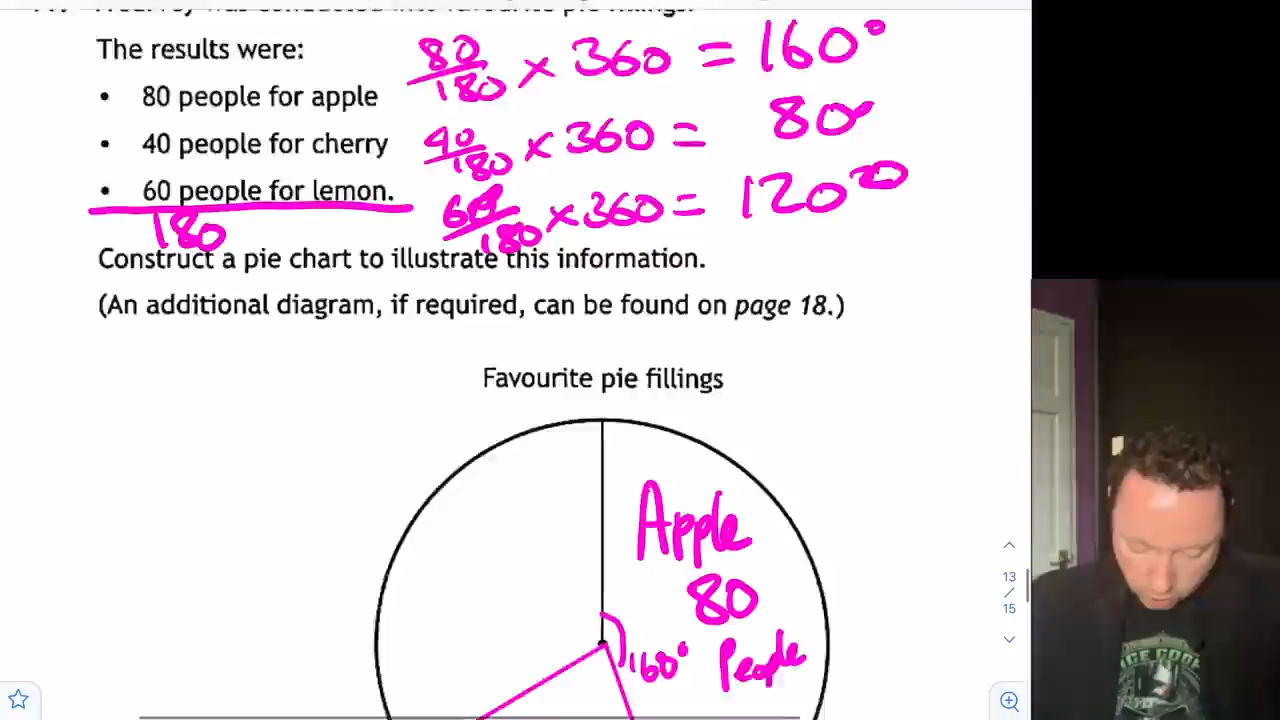 The results were:
80/180 × 360 = 160°
• 80 people for apple
40/180 × 360 = 80°
• 40 people for cherry
60/180 × 360 = 120°
• 60 people for lemon.
180
Construct a pie chart to illustrate this information.
(An additional diagram, if required, can be found on page 18.)
Favourite pie fillings
Apple
80
People
160°
13
/
15